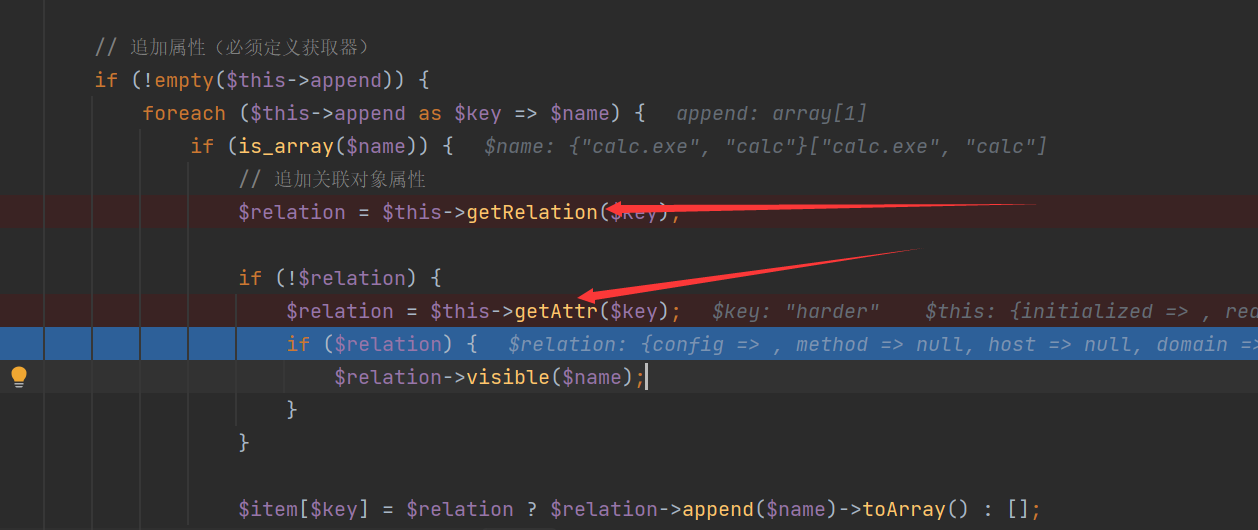 // 追加属性（必须定义获取器）
if (!empty($this->append)) {
foreach ($this->append as $key => $name) {   append: array[1]
if (is_array($name)) {   $name: {"calc.exe", "calc"}["calc.exe", "calc"]
// 追加关联对象属性
$relation = $this->getRelation($key);
if (!$relation) {
$relation = $this->getAttr($key);   $key: "harder"    $this: {initialized => , red
if ($relation) {   $relation: {config => , method => null, host => null, domain =>
$relation->visible($name);
}
}
$item[$key] = $relation ? $relation->append($name)->toArray() : [];